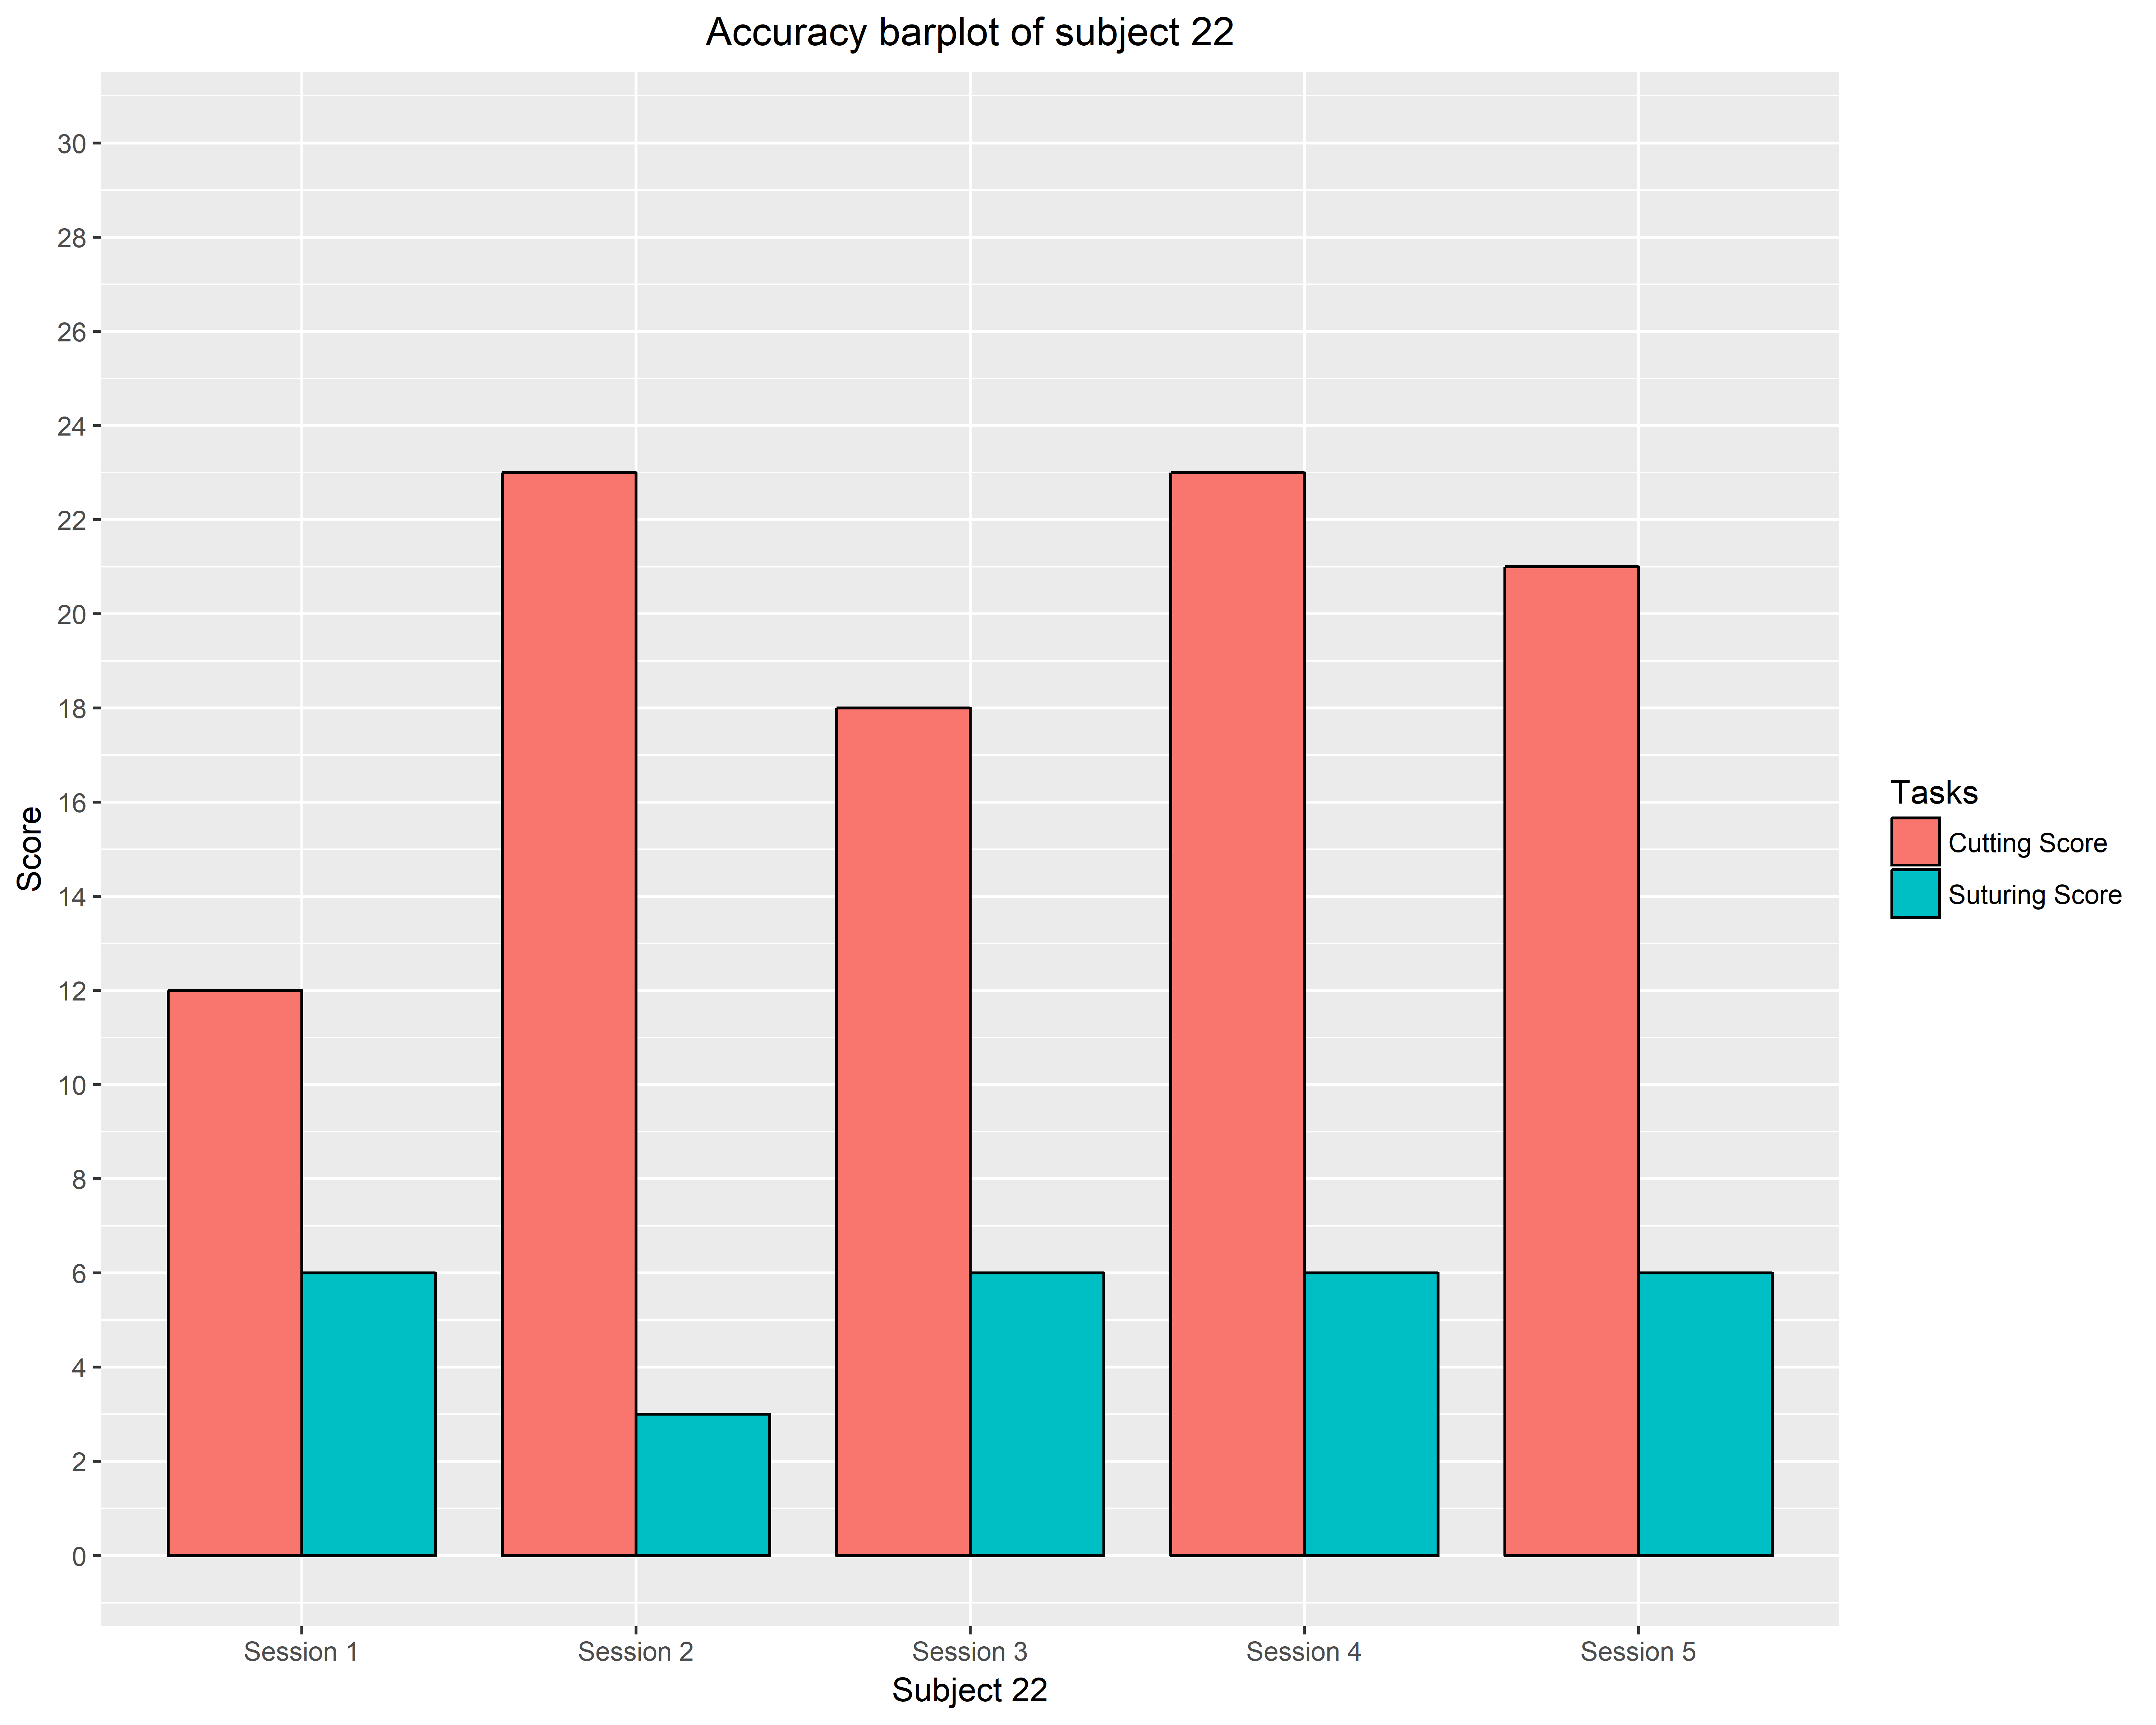 Accuracy barplot of subject 22
30
28
26
24
22
20
18
16
14
12
10
8
6
4
2
0
Score
Session 1
Session 2
Session 3
Session 4
Session 5
Subject 22
Tasks
Cutting Score
Suturing Score